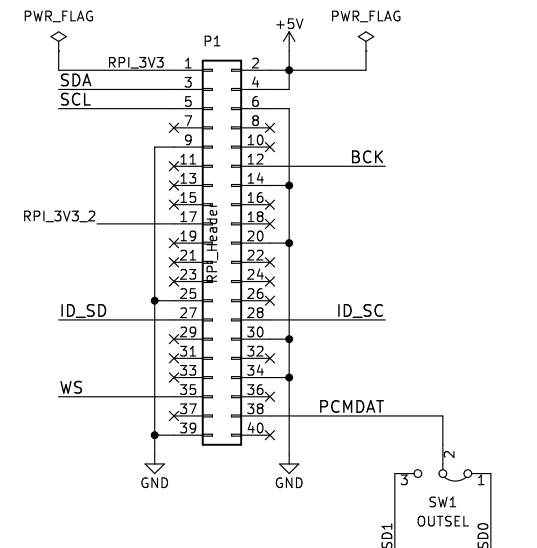 PWR_FLAG
+5V
PWR_FLAG
P1
RPI_3V3 1 2
SDA 3 4
SCL 5 6
7 8
9 10
11 12 BCK
13 14
15 16
RPI_3V3_2 17 18
19 20
21 22
23 24
25 26
ID_SD 27 28 ID_SC
29 30
31 32
33 34
WS 35 36
37 38 PCMDAT
39 40
RPI_Header
GND
GND
2
3 1
SW1
OUTSEL
SD1
SD0